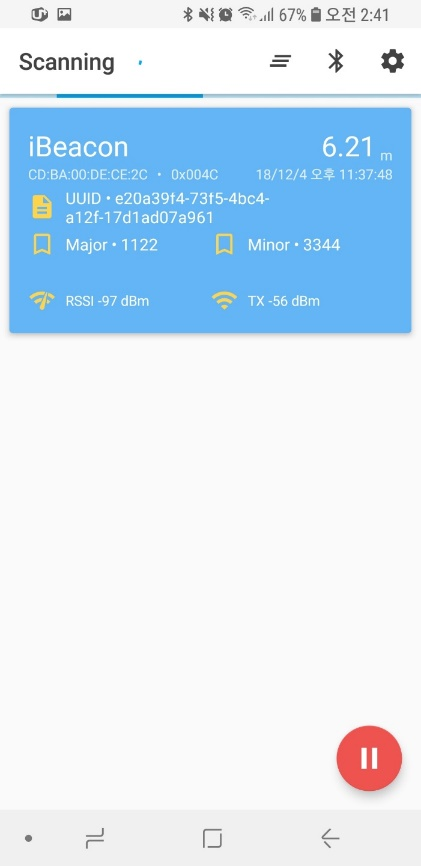 67% 오전 2:41
Scanning
iBeacon 6.21 m
CD:BA:00:DE:CE:2C • 0x004C 18/12/4 오후 11:37:48
UUID • e20a39f4-73f5-4bc4-
a12f-17d1ad07a961
Major • 1122 Minor • 3344
RSSI -97 dBm TX -56 dBm